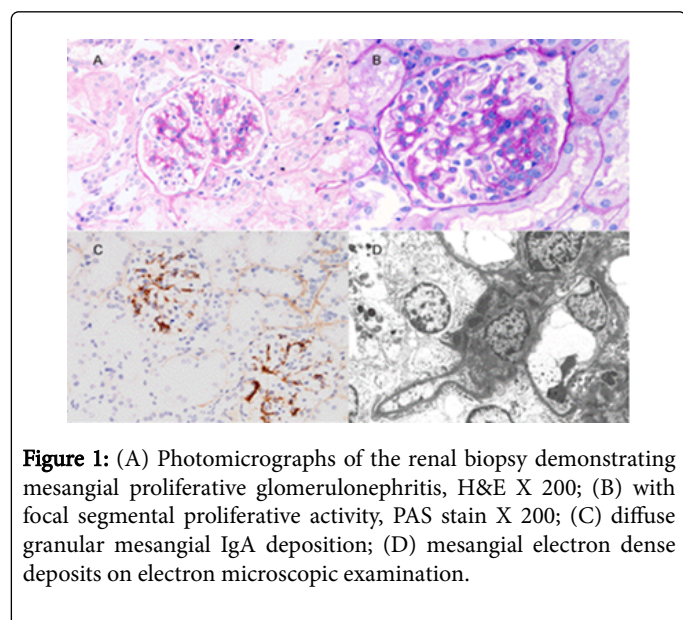 A
B
C
D
Figure 1: (A) Photomicrographs of the renal biopsy demonstrating
mesangial proliferative glomerulonephritis, H&E X 200; (B) with
focal segmental proliferative activity, PAS stain X 200; (C) diffuse
granular mesangial IgA deposition; (D) mesangial electron dense
deposits on electron microscopic examination.